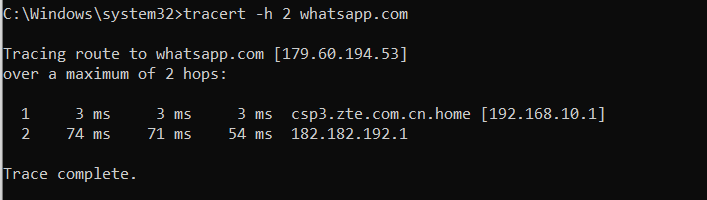 C:\Windows\system32>tracert -h 2 whatsapp.com
Tracing route to whatsapp.com [179.60.194.53]
over a maximum of 2 hops:
1 3 ms 3 ms 3 ms csp3.zte.com.cn.home [192.168.10.1]
2 74 ms 71 ms 54 ms 182.182.192.1
Trace complete.